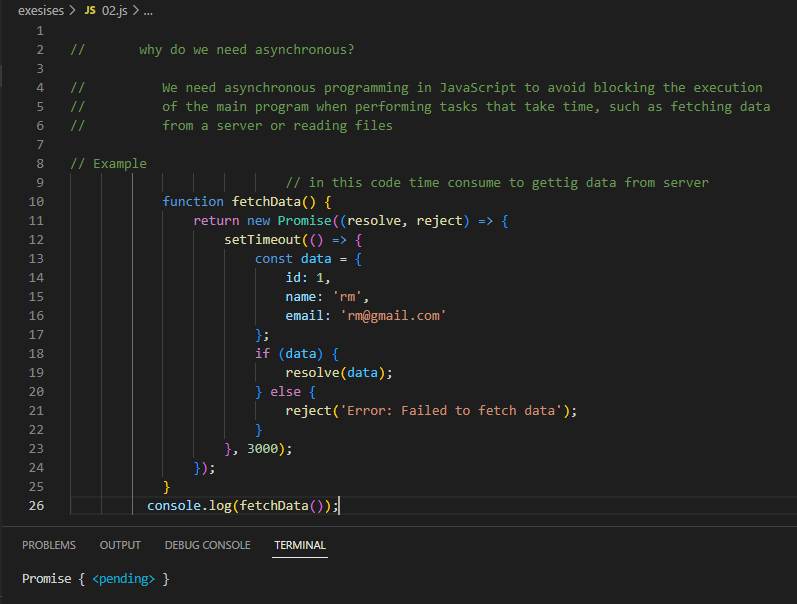 exesises > JS 02.js > ...
1
2 // why do we need asynchronous?
3
4 // We need asynchronous programming in JavaScript to avoid blocking the execution
5 // of the main program when performing tasks that take time, such as fetching data
6 // from a server or reading files
7
8 // Example
9 // in this code time consume to gettig data from server
10 function fetchData() {
11 return new Promise((resolve, reject) => {
12 setTimeout(() => {
13 const data = {
14 id: 1,
15 name: 'rm',
16 email: 'rm@gmail.com'
17 };
18 if (data) {
19 resolve(data);
20 } else {
21 reject('Error: Failed to fetch data');
22 }
23 }, 3000);
24 });
25 }
26 console.log(fetchData());
PROBLEMS OUTPUT DEBUG CONSOLE TERMINAL
Promise { <pending> }